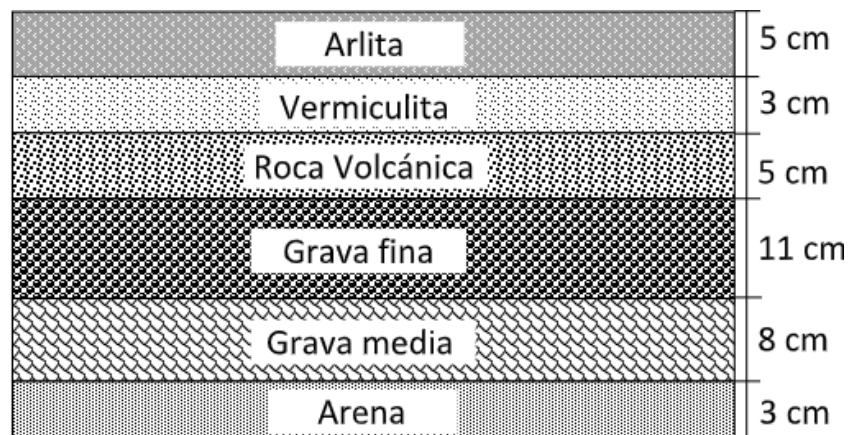 Arlita 5 cm
Vermiculita 3 cm
Roca Volcánica 5 cm
Grava fina 11 cm
Grava media 8 cm
Arena 3 cm